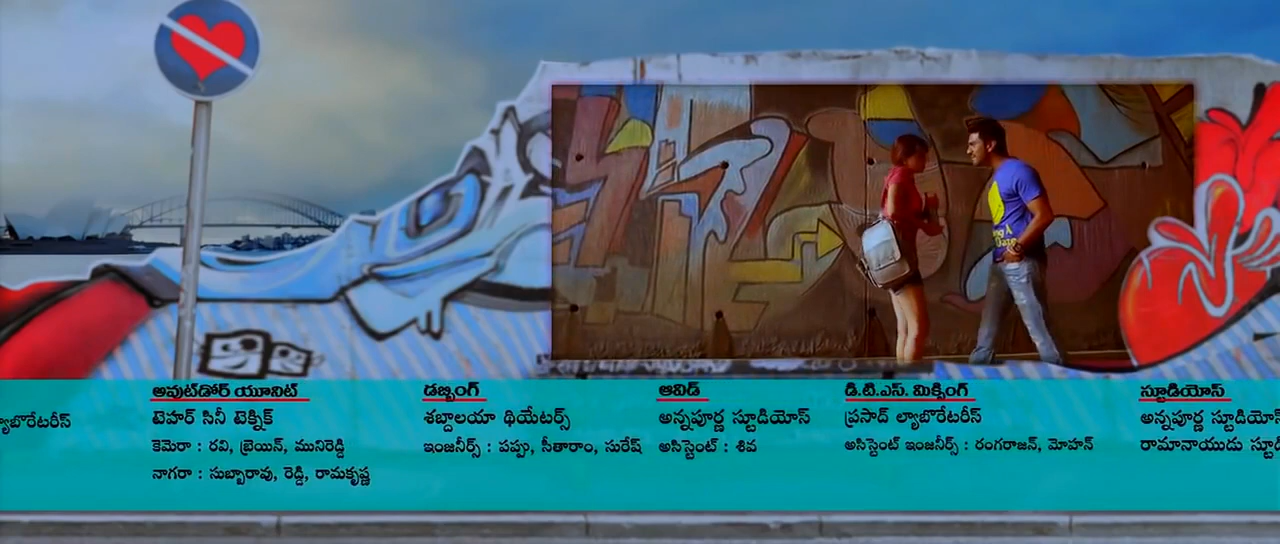 ్యాబొరేటరీస్
అవుట్‌డోర్ యూనిట్
టెహర్ సినీ టెక్నిక్
కెమెరా : రవి, బ్రెయిన్, మునిరెడ్డి
నాగరా : సుబ్బారావు, రెడ్డి, రామకృష్ణ
డబ్బింగ్
శబ్దాలయా థియేటర్స్
ఇంజనీర్స్ : పప్పు, సీతారాం, సురేష్
ఆవిడ్
అన్నపూర్ణ స్టూడియోస్
అసిస్టెంట్ : శివ
డి.టి.ఎస్. మిక్సింగ్
ప్రసాద్ ల్యాబొరేటరీస్
అసిస్టెంట్ ఇంజనీర్స్ : రంగరాజన్, మోహన్
స్టూడియోస్
అన్నపూర్ణ స్టూడియోస్
రామానాయుడు